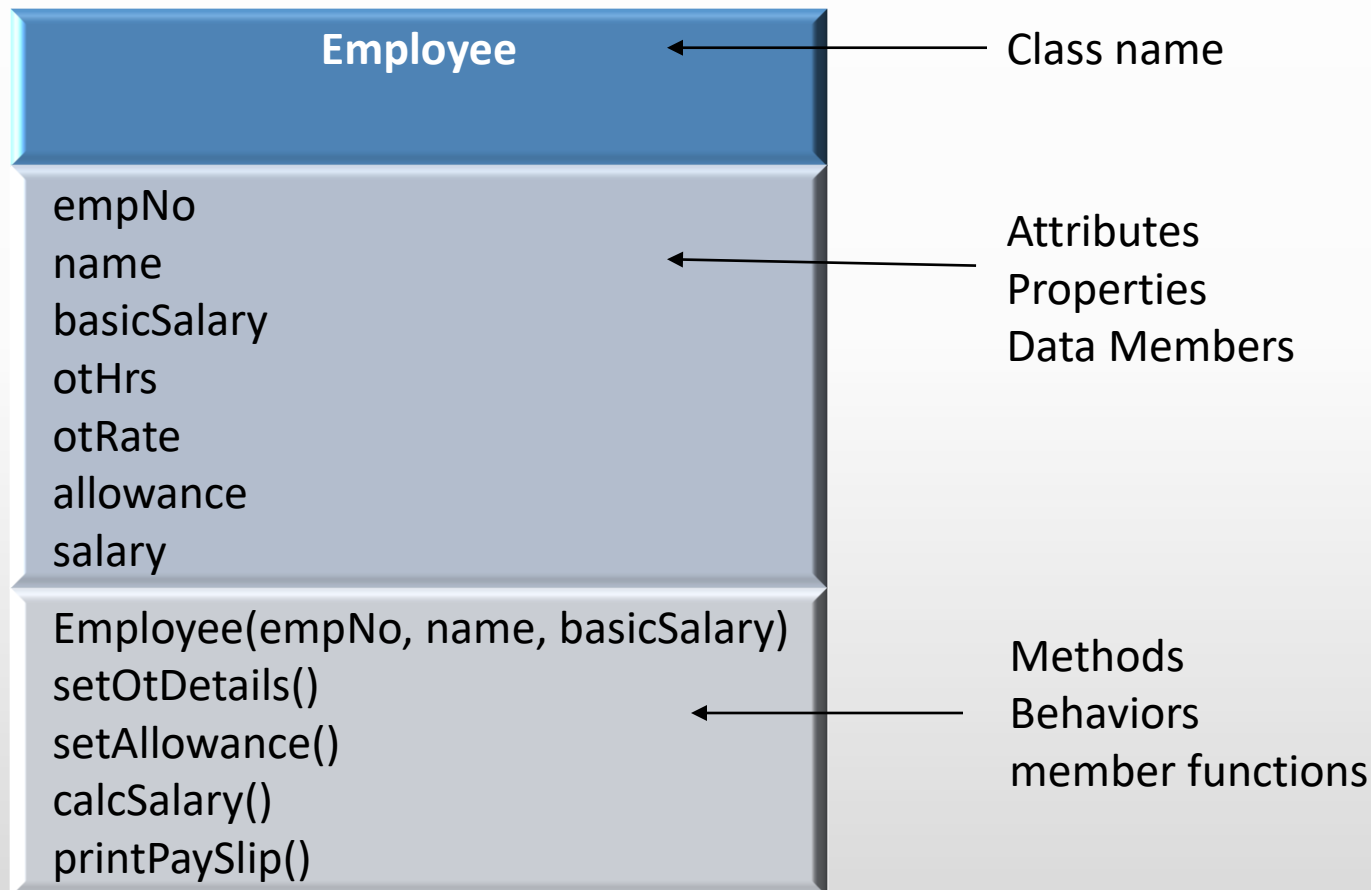 Employee
Class name
empNo
name
basicSalary
otHrs
otRate
allowance
salary
Attributes
Properties
Data Members
Employee(empNo, name, basicSalary)
setOtDetails()
setAllowance()
calcSalary()
printPaySlip()
Methods
Behaviors
member functions